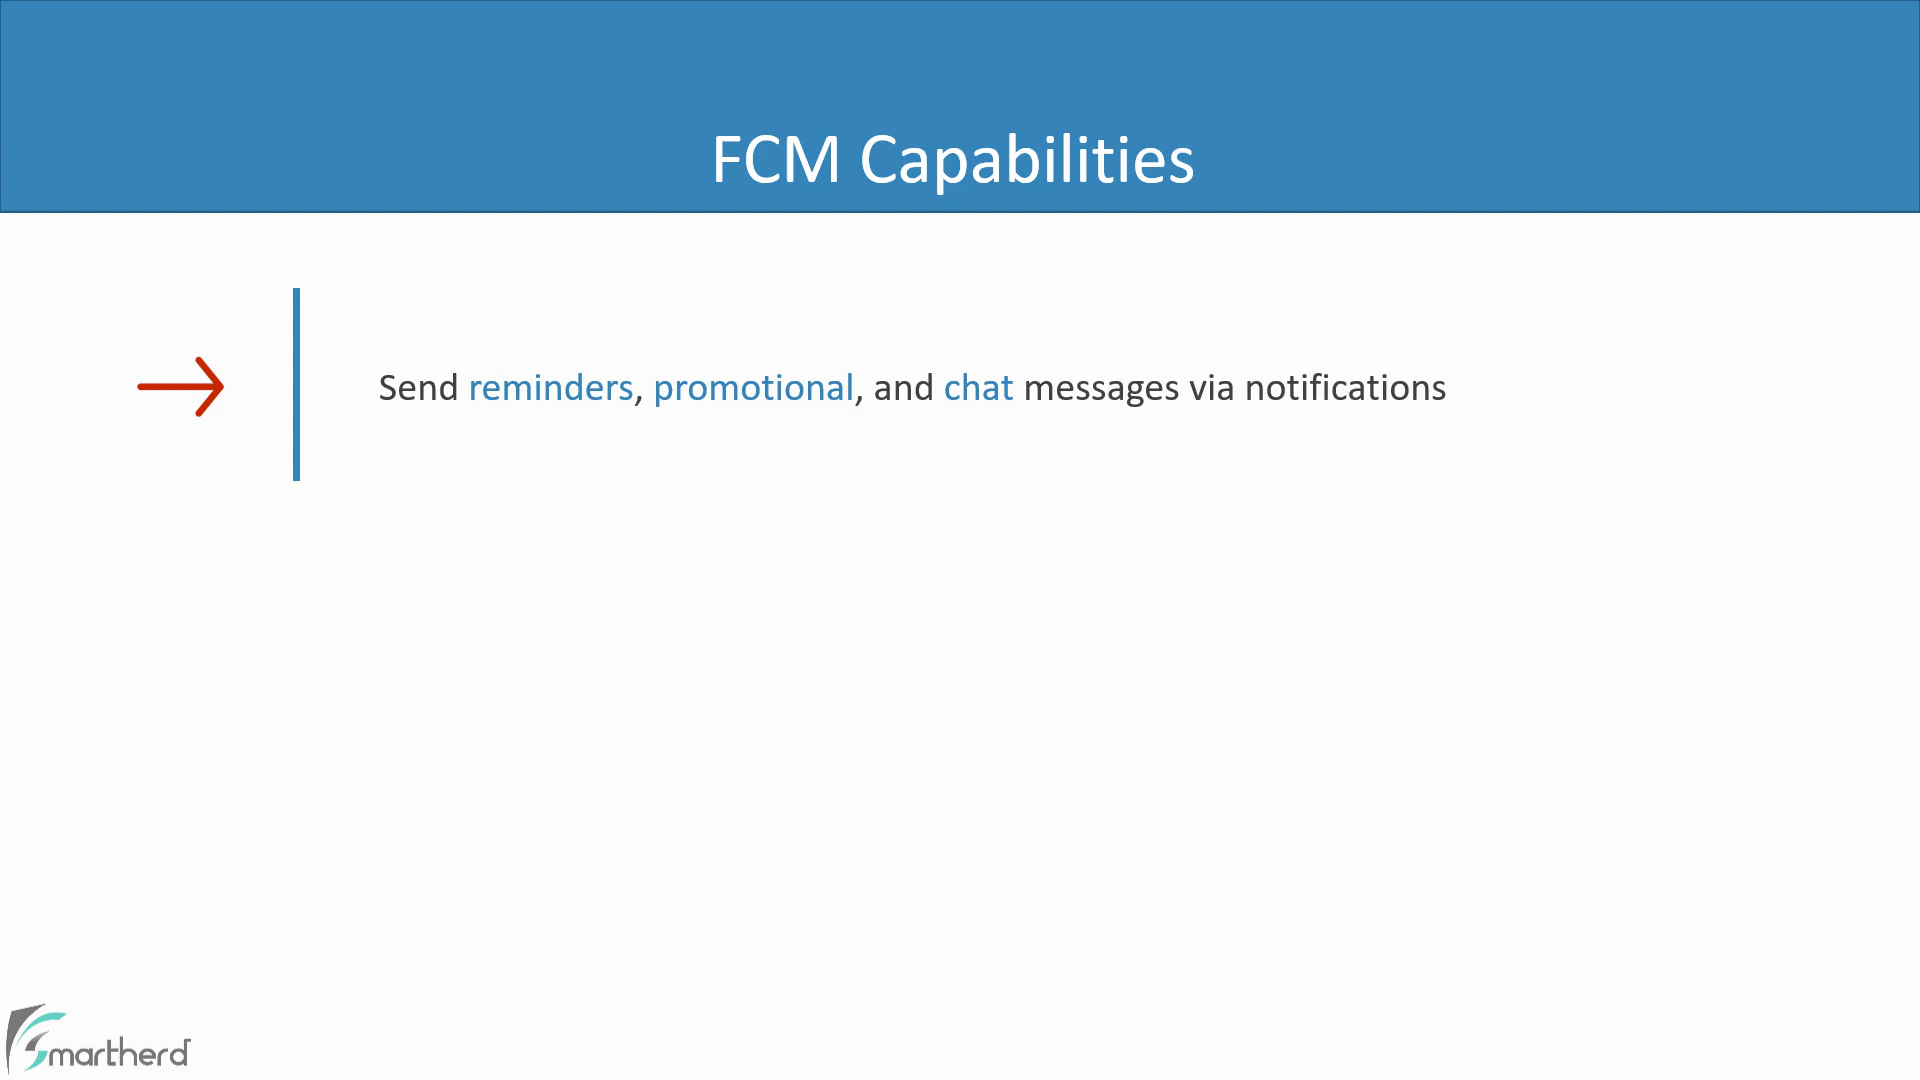 FCM Capabilities
Send reminders, promotional, and chat messages via notifications
Smartherd